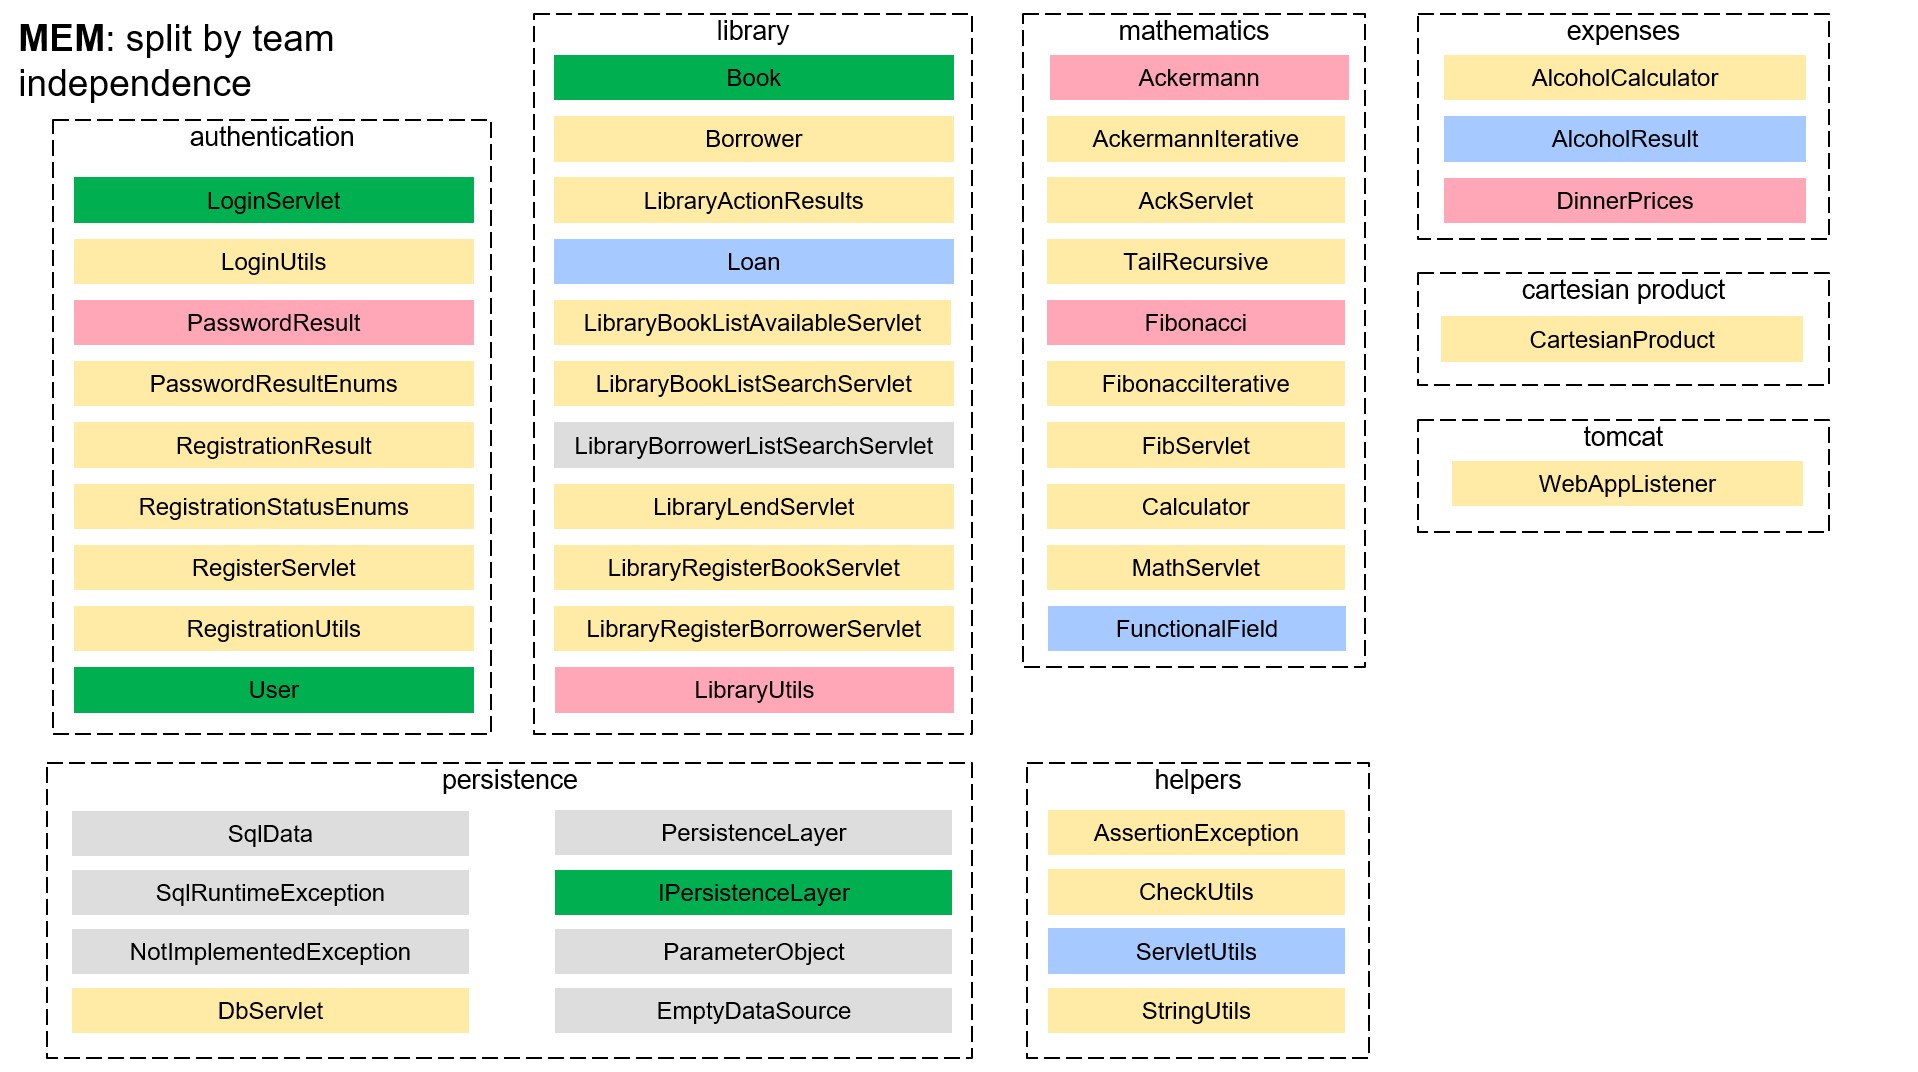 MEM: split by team
independence
authentication
LoginServlet
LoginUtils
PasswordResult
PasswordResultEnums
RegistrationResult
RegistrationStatusEnums
RegisterServlet
RegistrationUtils
User
library
Book
Borrower
LibraryActionResults
Loan
LibraryBookListAvailableServlet
LibraryBookListSearchServlet
LibraryBorrowerListSearchServlet
LibraryLendServlet
LibraryRegisterBookServlet
LibraryRegisterBorrowerServlet
LibraryUtils
mathematics
Ackermann
AckermannIterative
AckServlet
TailRecursive
Fibonacci
FibonacciIterative
FibServlet
Calculator
MathServlet
FunctionalField
expenses
AlcoholCalculator
AlcoholResult
DinnerPrices
cartesian product
CartesianProduct
tomcat
WebAppListener
persistence
SqlData
SqlRuntimeException
NotImplementedException
DbServlet
PersistenceLayer
IPersistenceLayer
ParameterObject
EmptyDataSource
helpers
AssertionException
CheckUtils
ServletUtils
StringUtils